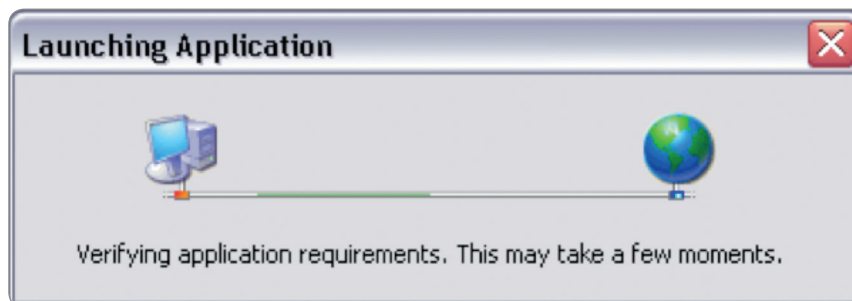 Launching Application
Verifying application requirements. This may take a few moments.